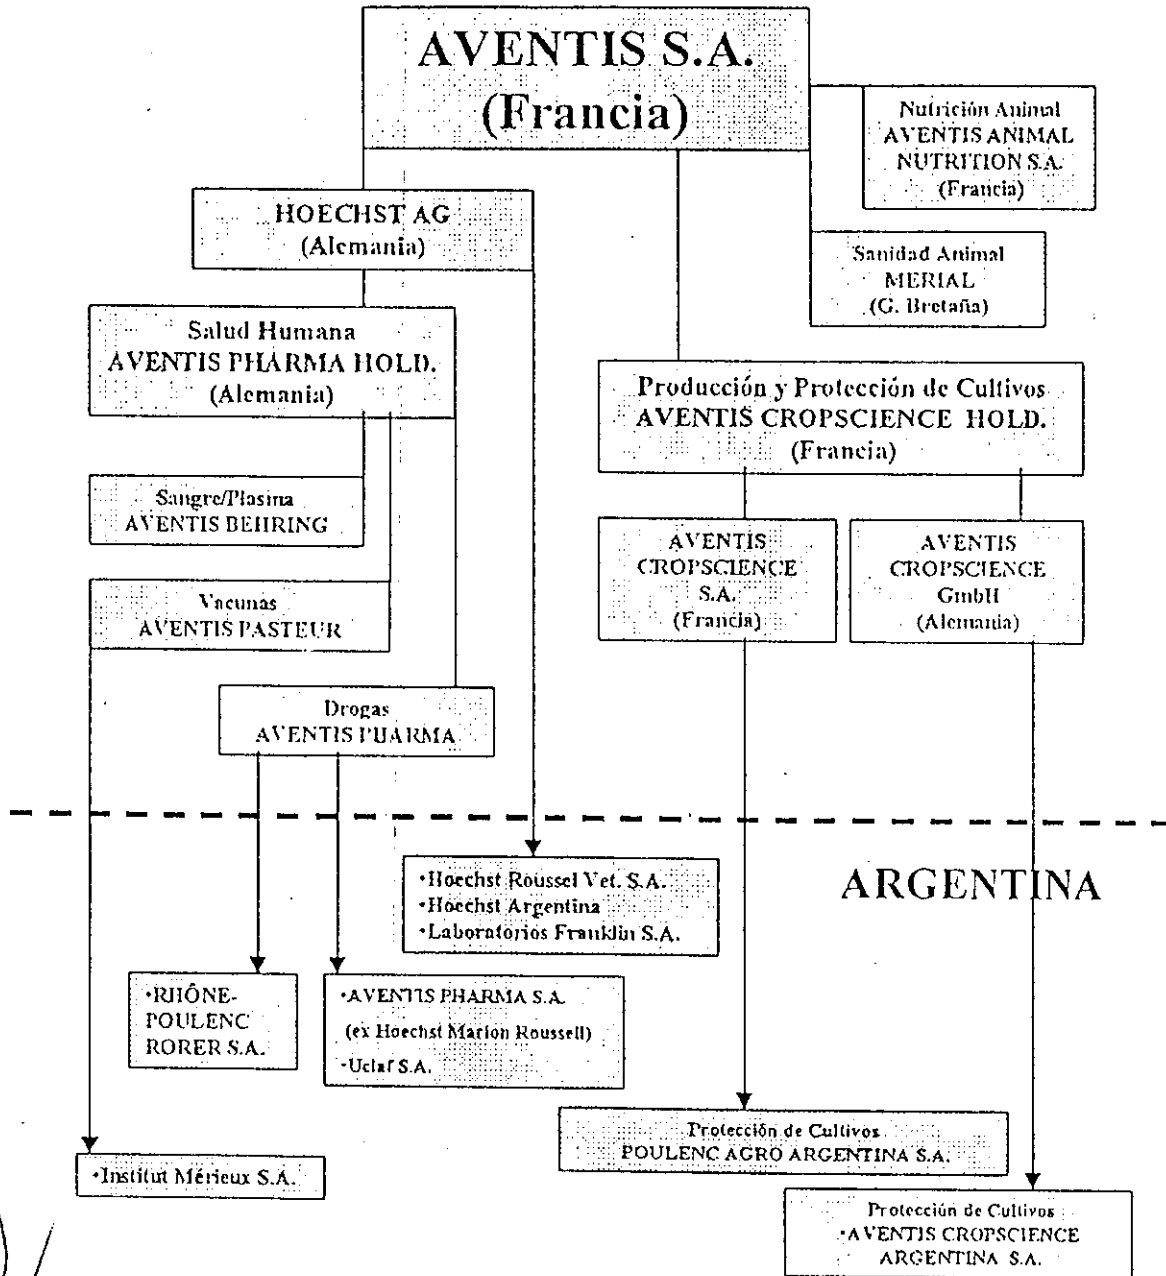 AVENTIS S.A.
(Francia)
Nutrición Animal
AVENTIS ANIMAL
NUTRITION S.A.
(Francia)
HOECHST AG
(Alemania)
Sanidad Animal
MERIAL
(G. Bretaña)
Salud Humana
AVENTIS PHARMA HOLD.
(Alemania)
Producción y Protección de Cultivos
AVENTIS CROPSCIENCE HOLD.
(Francia)
Sangre/Plasma
AVENTIS BEHRING
AVENTIS
CROPSCIENCE
S.A.
(Francia)
AVENTIS
CROPSCIENCE
GmbH
(Alemania)
Vacunas
AVENTIS PASTEUR
Drogas
AVENTIS PHARMA
ARGENTINA
•Hoechst Roussel Vet. S.A.
•Hoechst Argentina
•Laboratorios Franklin S.A.
•RHÔNE-
POULENC
RORER S.A.
•AVENTIS PHARMA S.A.
(ex Hoechst Marion Roussell)
•Uclaf S.A.
Protección de Cultivos
POULENC AGRO ARGENTINA S.A.
•Institut Mérieux S.A.
Protección de Cultivos
•AVENTIS CROPSCIENCE
ARGENTINA S.A.